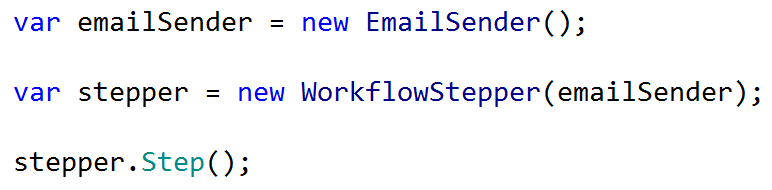 var emailSender = new EmailSender();
var stepper = new WorkflowStepper(emailSender);
stepper.Step();